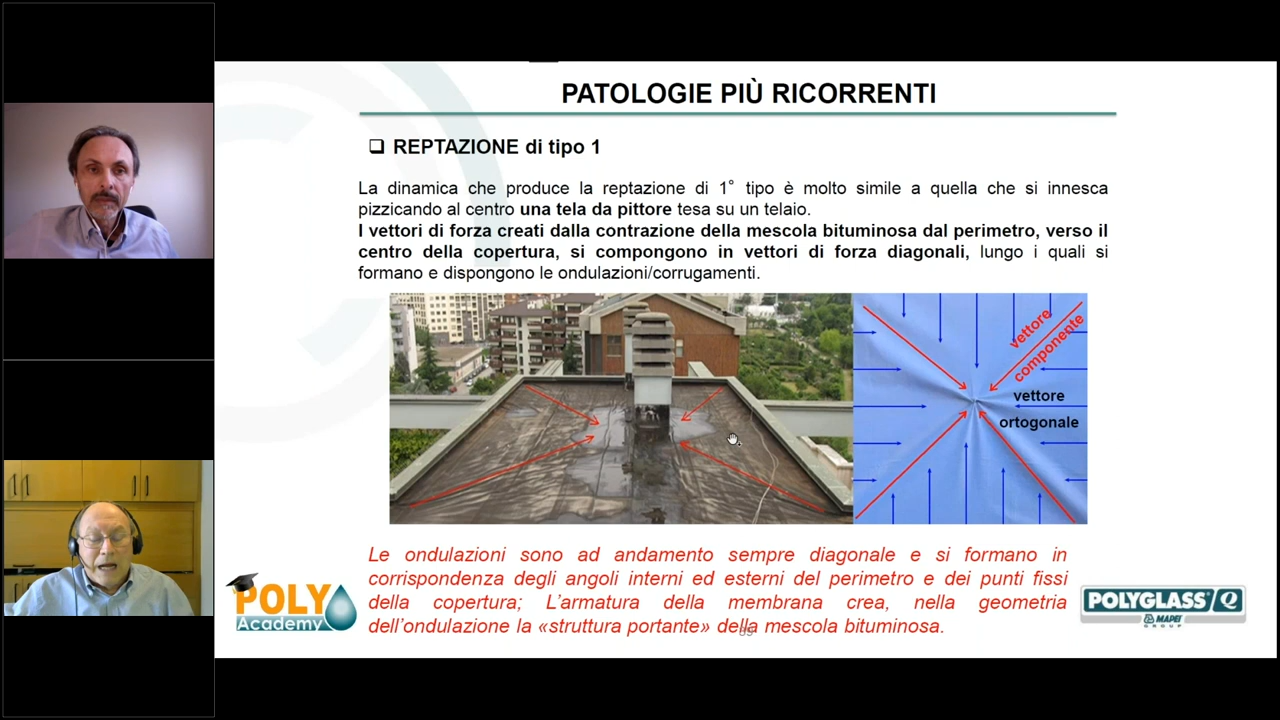 PATOLOGIE PIÙ RICORRENTI
❑ REPTAZIONE di tipo 1
La dinamica che produce la reptazione di 1° tipo è molto simile a quella che si innesca
pizzicando al centro una tela da pittore tesa su un telaio.
I vettori di forza creati dalla contrazione della mescola bituminosa dal perimetro, verso il
centro della copertura, si compongono in vettori di forza diagonali, lungo i quali si
formano e dispongono le ondulazioni/corrugamenti.
vettore
componente
vettore
ortogonale
Le ondulazioni sono ad andamento sempre diagonale e si formano in
corrispondenza degli angoli interni ed esterni del perimetro e dei punti fissi
della copertura; L'armatura della membrana crea, nella geometria
dell'ondulazione la «struttura portante» della mescola bituminosa.
POLY
Academy
POLYGLASS
MAPEI
GROUP